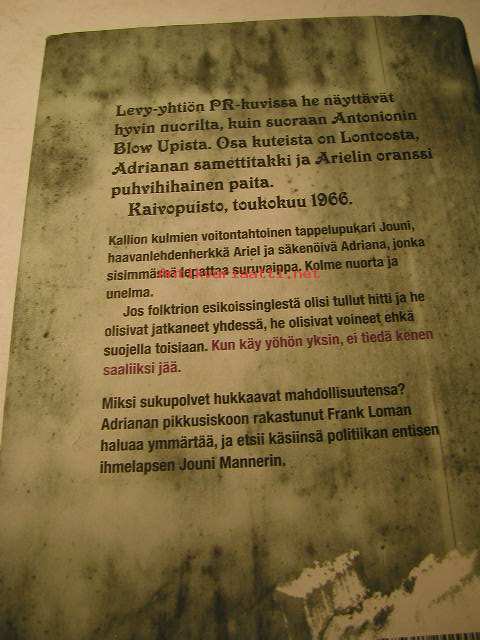 Levy-yhtiön PR-kuvissa he näyttävät
hyvin nuorilta, kuin suoraan Antonionin
Blow Upista. Osa kuteista on Lontoosta,
Adrianan samettitakki ja Arielin oranssi
puhvihihainen paita.
Kaivopuisto, toukokuu 1966.
Kallion kulmien voitontahtoinen tappelupukari Jouni,
haavanlehdenherkkä Ariel ja säkenöivä Adriana, jonka
sisimmässä lepattaa suruvaippa. Kolme nuorta ja
unelma.
Jos folktrion esikoissinglestä olisi tullut hitti ja he
olisivat jatkaneet yhdessä, he olisivat voineet ehkä
suojella toisiaan. Kun käy yöhön yksin, ei tiedä kenen
saaliiksi jää.
Miksi sukupolvet hukkaavat mahdollisuutensa?
Adrianan pikkusiskoon rakastunut Frank Loman
haluaa ymmärtää, ja etsii käsiinsä politiikan entisen
ihmelapsen Jouni Mannerin.